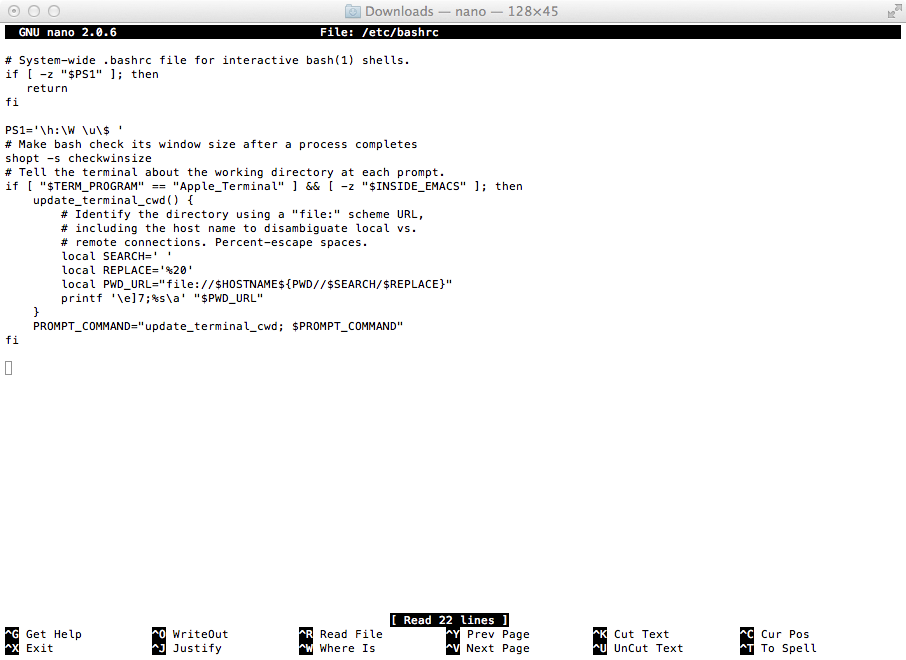 Downloads — nano — 128×45
GNU nano 2.0.6 File: /etc/bashrc
# System-wide .bashrc file for interactive bash(1) shells.
if [ -z "$PS1" ]; then
   return
fi
PS1='\h:\W \u\$ '
# Make bash check its window size after a process completes
shopt -s checkwinsize
# Tell the terminal about the working directory at each prompt.
if [ "$TERM_PROGRAM" == "Apple_Terminal" ] && [ -z "$INSIDE_EMACS" ]; then
    update_terminal_cwd() {
        # Identify the directory using a "file:" scheme URL,
        # including the host name to disambiguate local vs.
        # remote connections. Percent-escape spaces.
        local SEARCH=' '
        local REPLACE='%20'
        local PWD_URL="file://$HOSTNAME${PWD//$SEARCH/$REPLACE}"
        printf '\e]7;%s\a' "$PWD_URL"
    }
    PROMPT_COMMAND="update_terminal_cwd; $PROMPT_COMMAND"
fi
[ Read 22 lines ]
^G Get Help ^O WriteOut ^R Read File ^Y Prev Page ^K Cut Text ^C Cur Pos
^X Exit ^J Justify ^W Where Is ^V Next Page ^U UnCut Text ^T To Spell